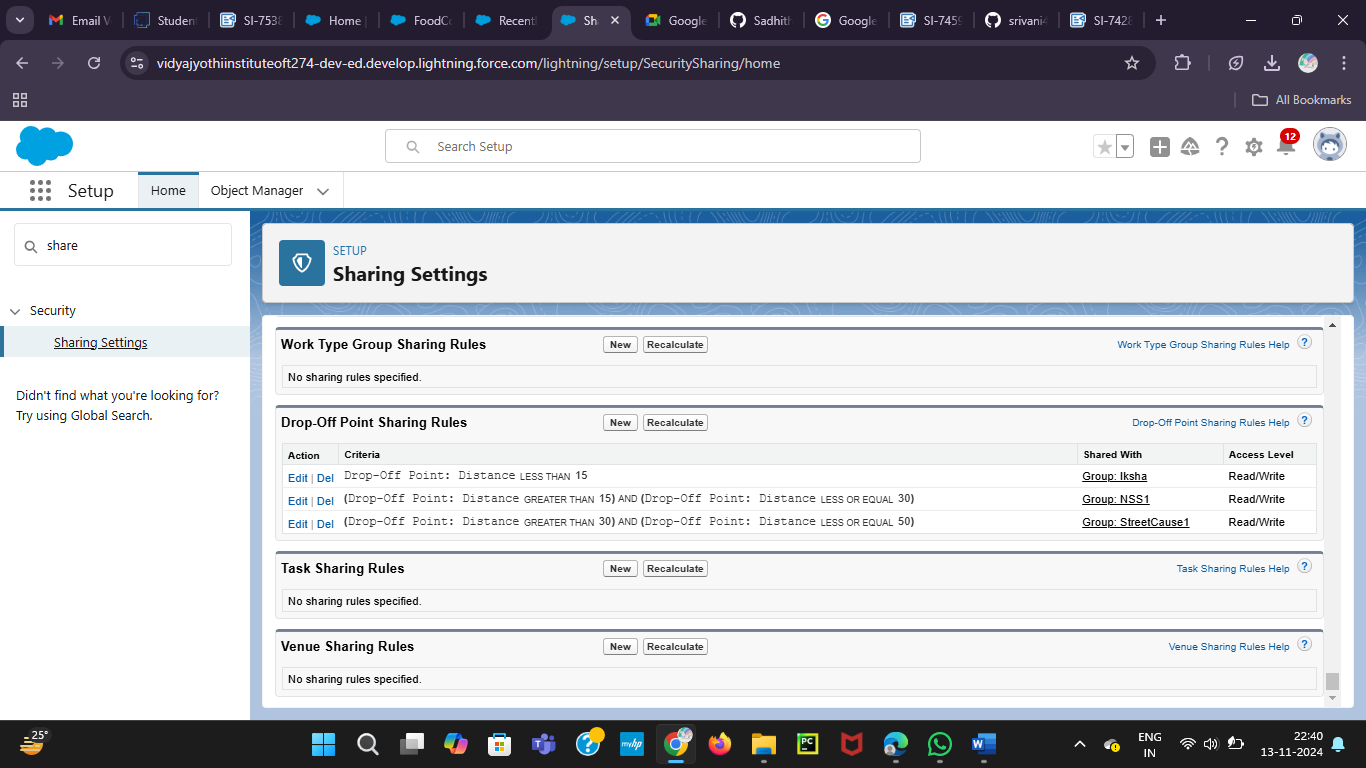 Email V
Student
SI-7538
Home |
FoodCo
Recent
Sha
Google
Sadhith
Google
SI-7459
srivani4
SI-7428
vidyajyothiinstituteoft274-dev-ed.develop.lightning.force.com/lightning/setup/SecuritySharing/home
All Bookmarks
Search Setup
12
Setup
Home
Object Manager
share
Security
Sharing Settings
Didn't find what you're looking for?
Try using Global Search.
SETUP
Sharing Settings
Work Type Group Sharing Rules
New
Recalculate
Work Type Group Sharing Rules Help ?
No sharing rules specified.
Drop-Off Point Sharing Rules
New
Recalculate
Drop-Off Point Sharing Rules Help ?
Action Criteria Shared With Access Level
Edit | Del Drop-Off Point: Distance LESS THAN 15 Group: Iksha Read/Write
Edit | Del (Drop-Off Point: Distance GREATER THAN 15) AND (Drop-Off Point: Distance LESS OR EQUAL 30) Group: NSS1 Read/Write
Edit | Del (Drop-Off Point: Distance GREATER THAN 30) AND (Drop-Off Point: Distance LESS OR EQUAL 50) Group: StreetCause1 Read/Write
Task Sharing Rules
New
Recalculate
Task Sharing Rules Help ?
No sharing rules specified.
Venue Sharing Rules
New
Recalculate
Venue Sharing Rules Help ?
No sharing rules specified.
25°
myhp
PC
W
ENG
IN
22:40
13-11-2024